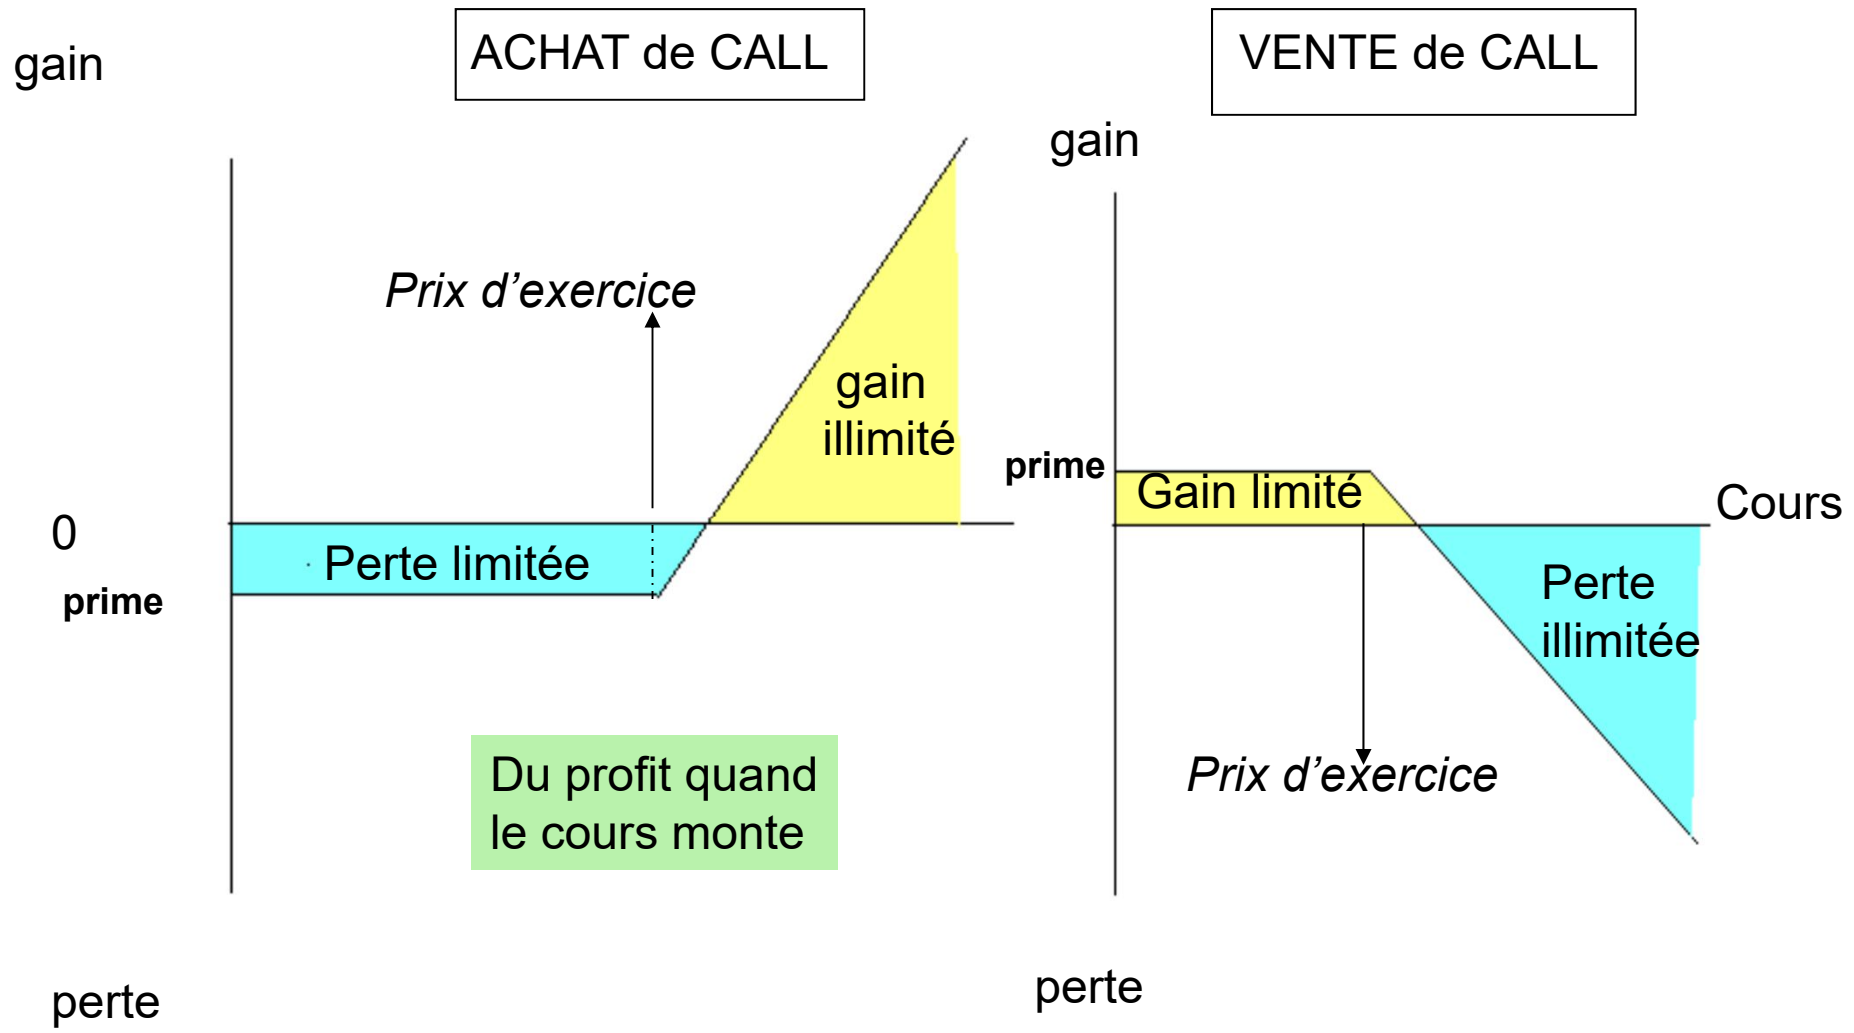 ACHAT de CALL
gain
Prix d’exercice
gain
illimité
0
Perte limitée
prime
Du profit quand
le cours monte
perte
VENTE de CALL
gain
prime
Gain limité
Cours
Perte
illimitée
Prix d’exercice
perte